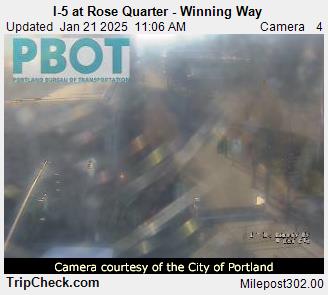 I-5 at Rose Quarter - Winning Way
Updated Jan 21 2025 11:06 AM Camera 4
PBOT
PORTLAND BUREAU OF TRANSPORTATION
Camera courtesy of the City of Portland
TripCheck.com Milepost302.00